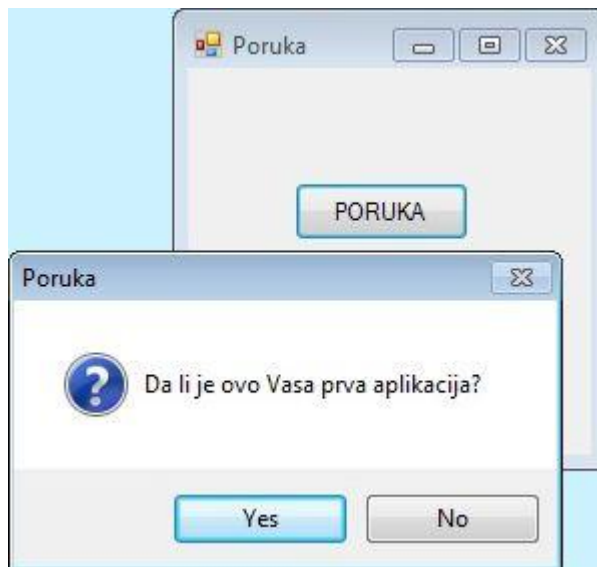 Poruka
PORUKA
Poruka
Da li je ovo Vasa prva aplikacija?
Yes
No